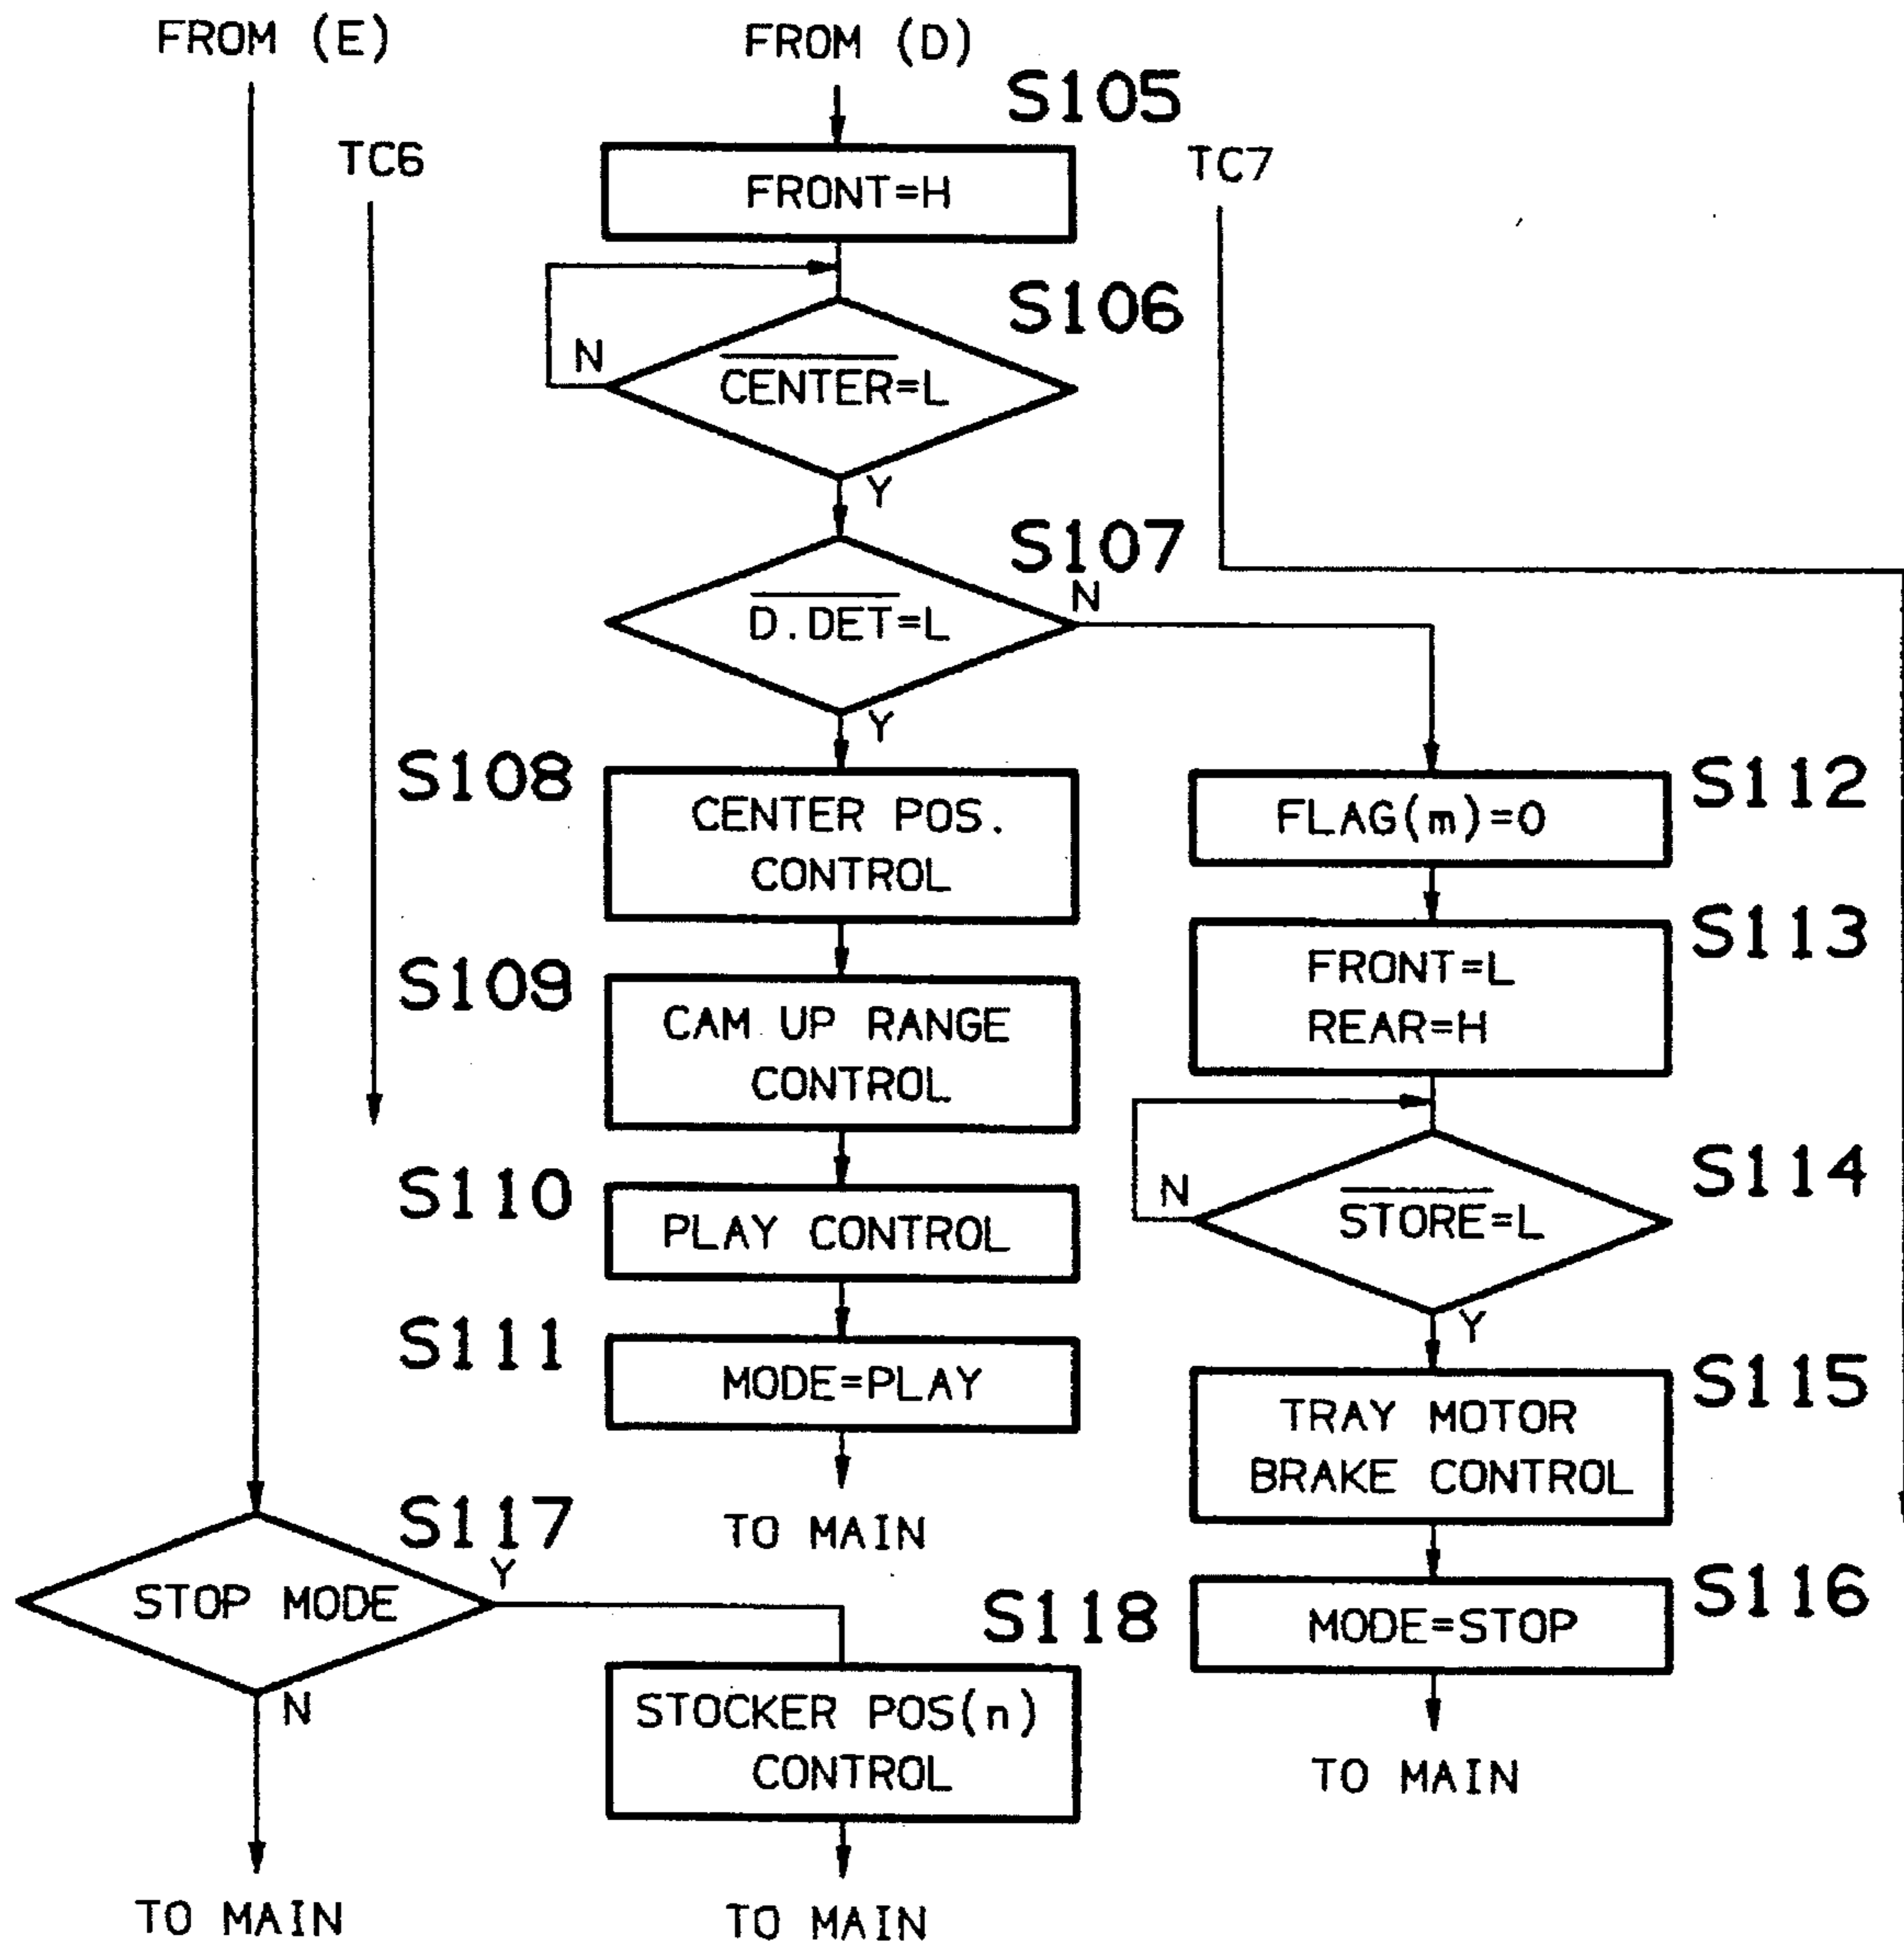 FROM (E)
FROM (D)
S105
TC6
TC7
FRONT=H
S106
N
CENTER=L
Y
S107
N
D.DET=L
Y
S108
CENTER POS.
CONTROL
S112
FLAG(m)=0
S109
CAM UP RANGE
CONTROL
S113
FRONT=L
REAR=H
S110
PLAY CONTROL
S114
N
STORE=L
Y
S111
MODE=PLAY
TO MAIN
S115
TRAY MOTOR
BRAKE CONTROL
S117
Y
STOP MODE
N
S116
MODE=STOP
TO MAIN
S118
STOCKER POS(n)
CONTROL
TO MAIN
TO MAIN